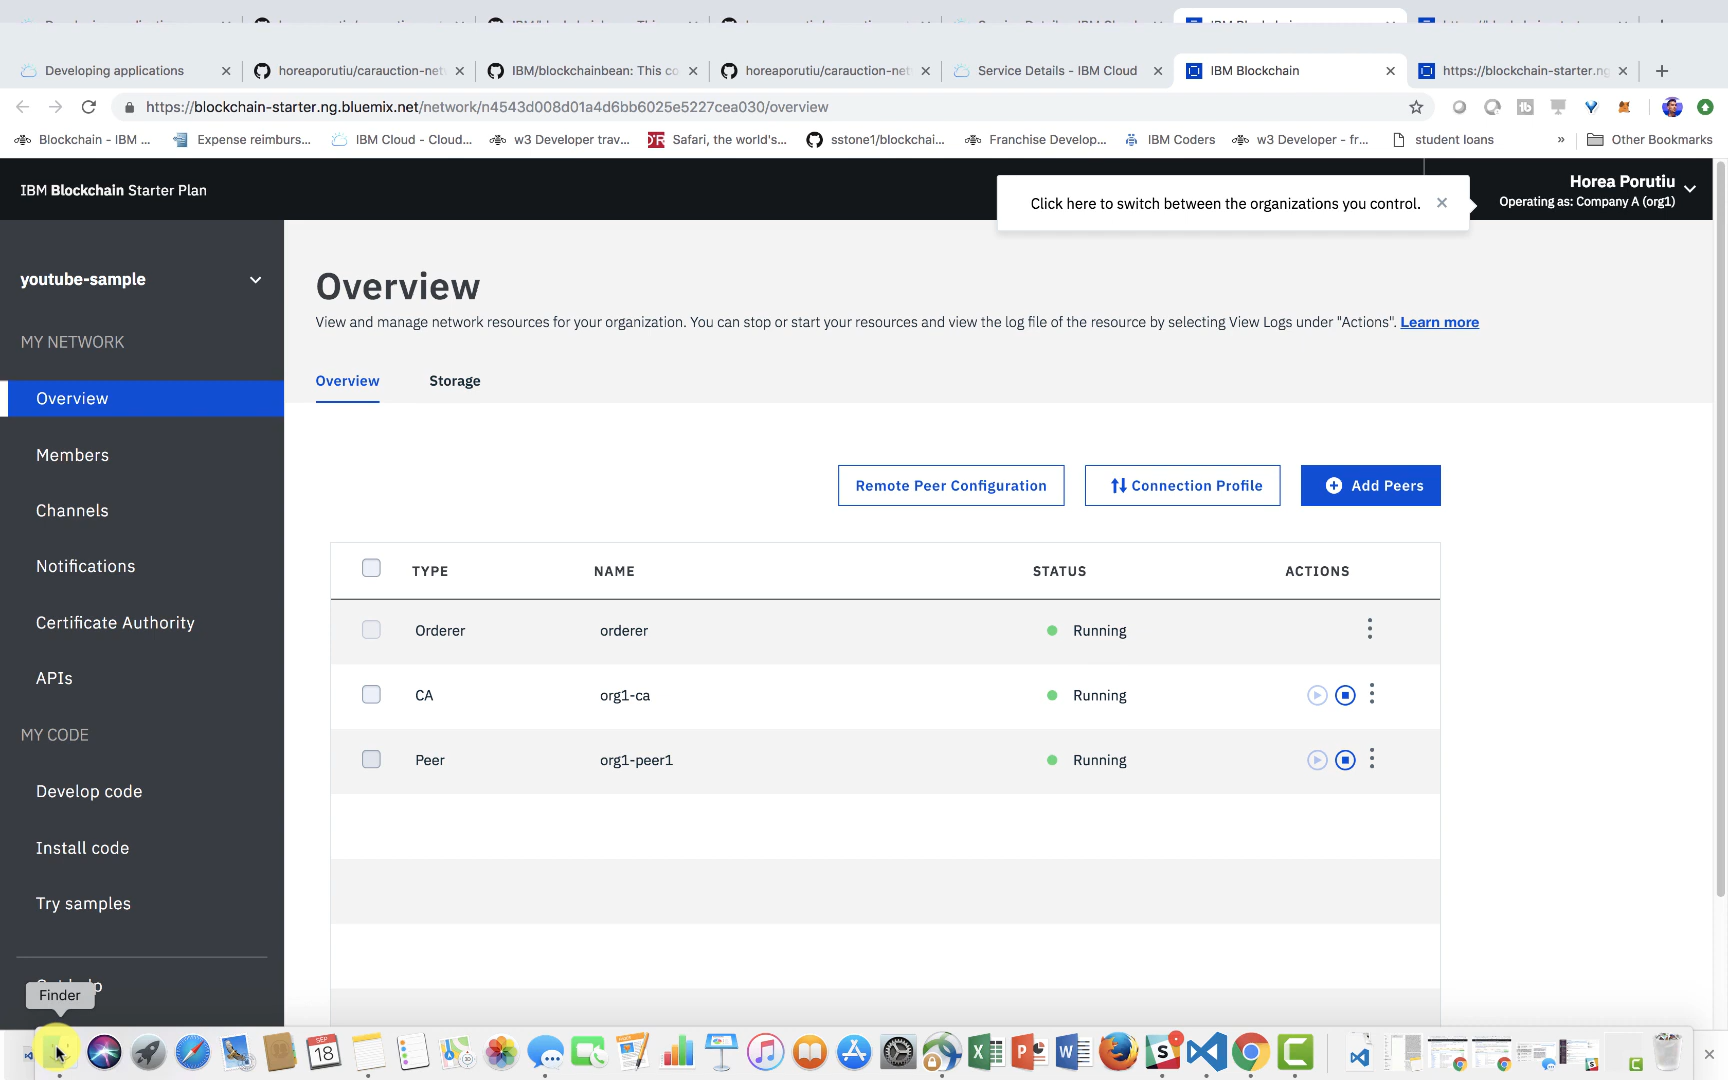 Developing applications
horeaporutiu/carauction-net
IBM/blockchainbean: This co
horeaporutiu/carauction-net
Service Details - IBM Cloud
IBM Blockchain
https://blockchain-starter.ng
https://blockchain-starter.ng.bluemix.net/network/n4543d008d01a4d6bb6025e5227cea030/overview
Blockchain - IBM ...
Expense reimburs...
IBM Cloud - Cloud...
w3 Developer trav...
Safari, the world's...
sstone1/blockchai...
Franchise Develop...
IBM Coders
w3 Developer - fr...
student loans
»
Other Bookmarks
IBM Blockchain Starter Plan
Click here to switch between the organizations you control.
Horea Porutiu
Operating as: Company A (org1)
youtube-sample
MY NETWORK
Overview
Members
Channels
Notifications
Certificate Authority
APIs
MY CODE
Develop code
Install code
Try samples
Finder
Overview
View and manage network resources for your organization. You can stop or start your resources and view the log file of the resource by selecting View Logs under "Actions". Learn more
Overview
Storage
Remote Peer Configuration
Connection Profile
Add Peers
TYPE NAME STATUS ACTIONS
Orderer orderer Running
CA org1-ca Running
Peer org1-peer1 Running
SEP
18